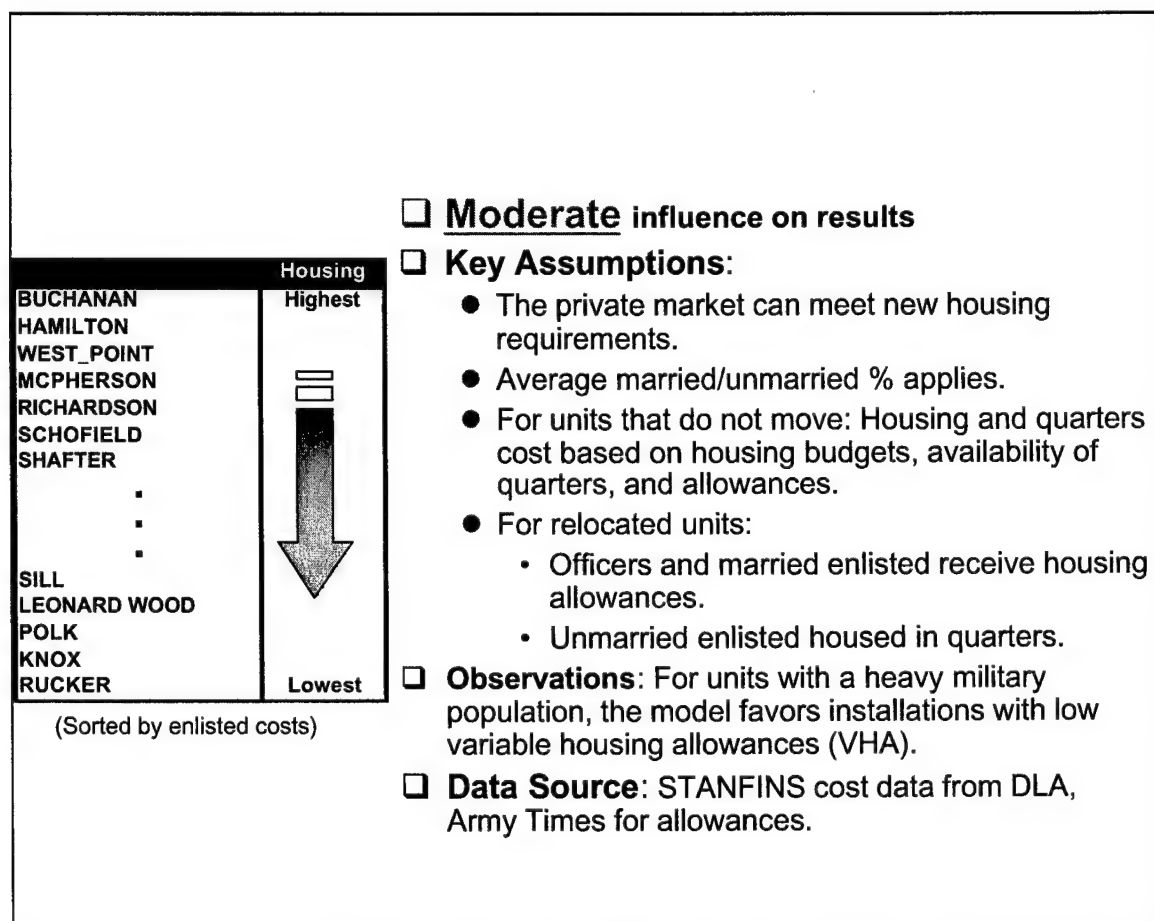 Housing
BUCHANAN Highest
HAMILTON
WEST_POINT
MCPHERSON
RICHARDSON
SCHOFIELD
SHAFTER
.
.
.
SILL
LEONARD WOOD
POLK
KNOX
RUCKER Lowest
(Sorted by enlisted costs)
❑ Moderate influence on results
❑ Key Assumptions:
● The private market can meet new housing
requirements.
● Average married/unmarried % applies.
● For units that do not move: Housing and quarters
cost based on housing budgets, availability of
quarters, and allowances.
● For relocated units:
• Officers and married enlisted receive housing
allowances.
• Unmarried enlisted housed in quarters.
❑ Observations: For units with a heavy military
population, the model favors installations with low
variable housing allowances (VHA).
❑ Data Source: STANFINS cost data from DLA,
Army Times for allowances.